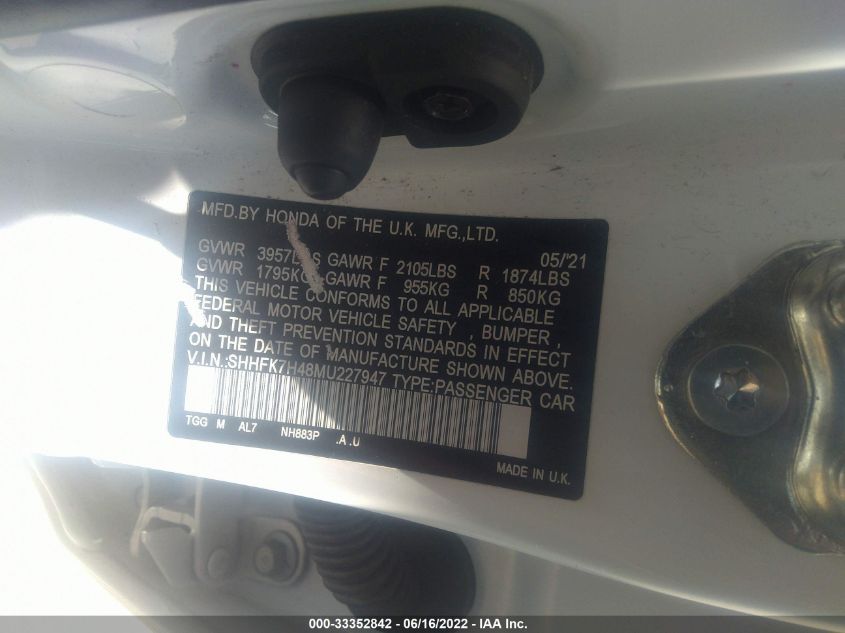 MFD.BY HONDA OF THE U.K. MFG.,LTD.
05/'21
GVWR 3957LBS GAWR F 2105LBS R 1874LBS
GVWR 1795KG GAWR F 955KG R 850KG
THIS VEHICLE CONFORMS TO ALL APPLICABLE
FEDERAL MOTOR VEHICLE SAFETY , BUMPER ,
AND THEFT PREVENTION STANDARDS IN EFFECT
ON THE DATE OF MANUFACTURE SHOWN ABOVE.
V.I.N.:SHHFK7H48MU227947 TYPE:PASSENGER CAR
TGG M AL7 NH883P .A .U
MADE IN U.K.
000-33352842 - 06/16/2022 - IAA Inc.